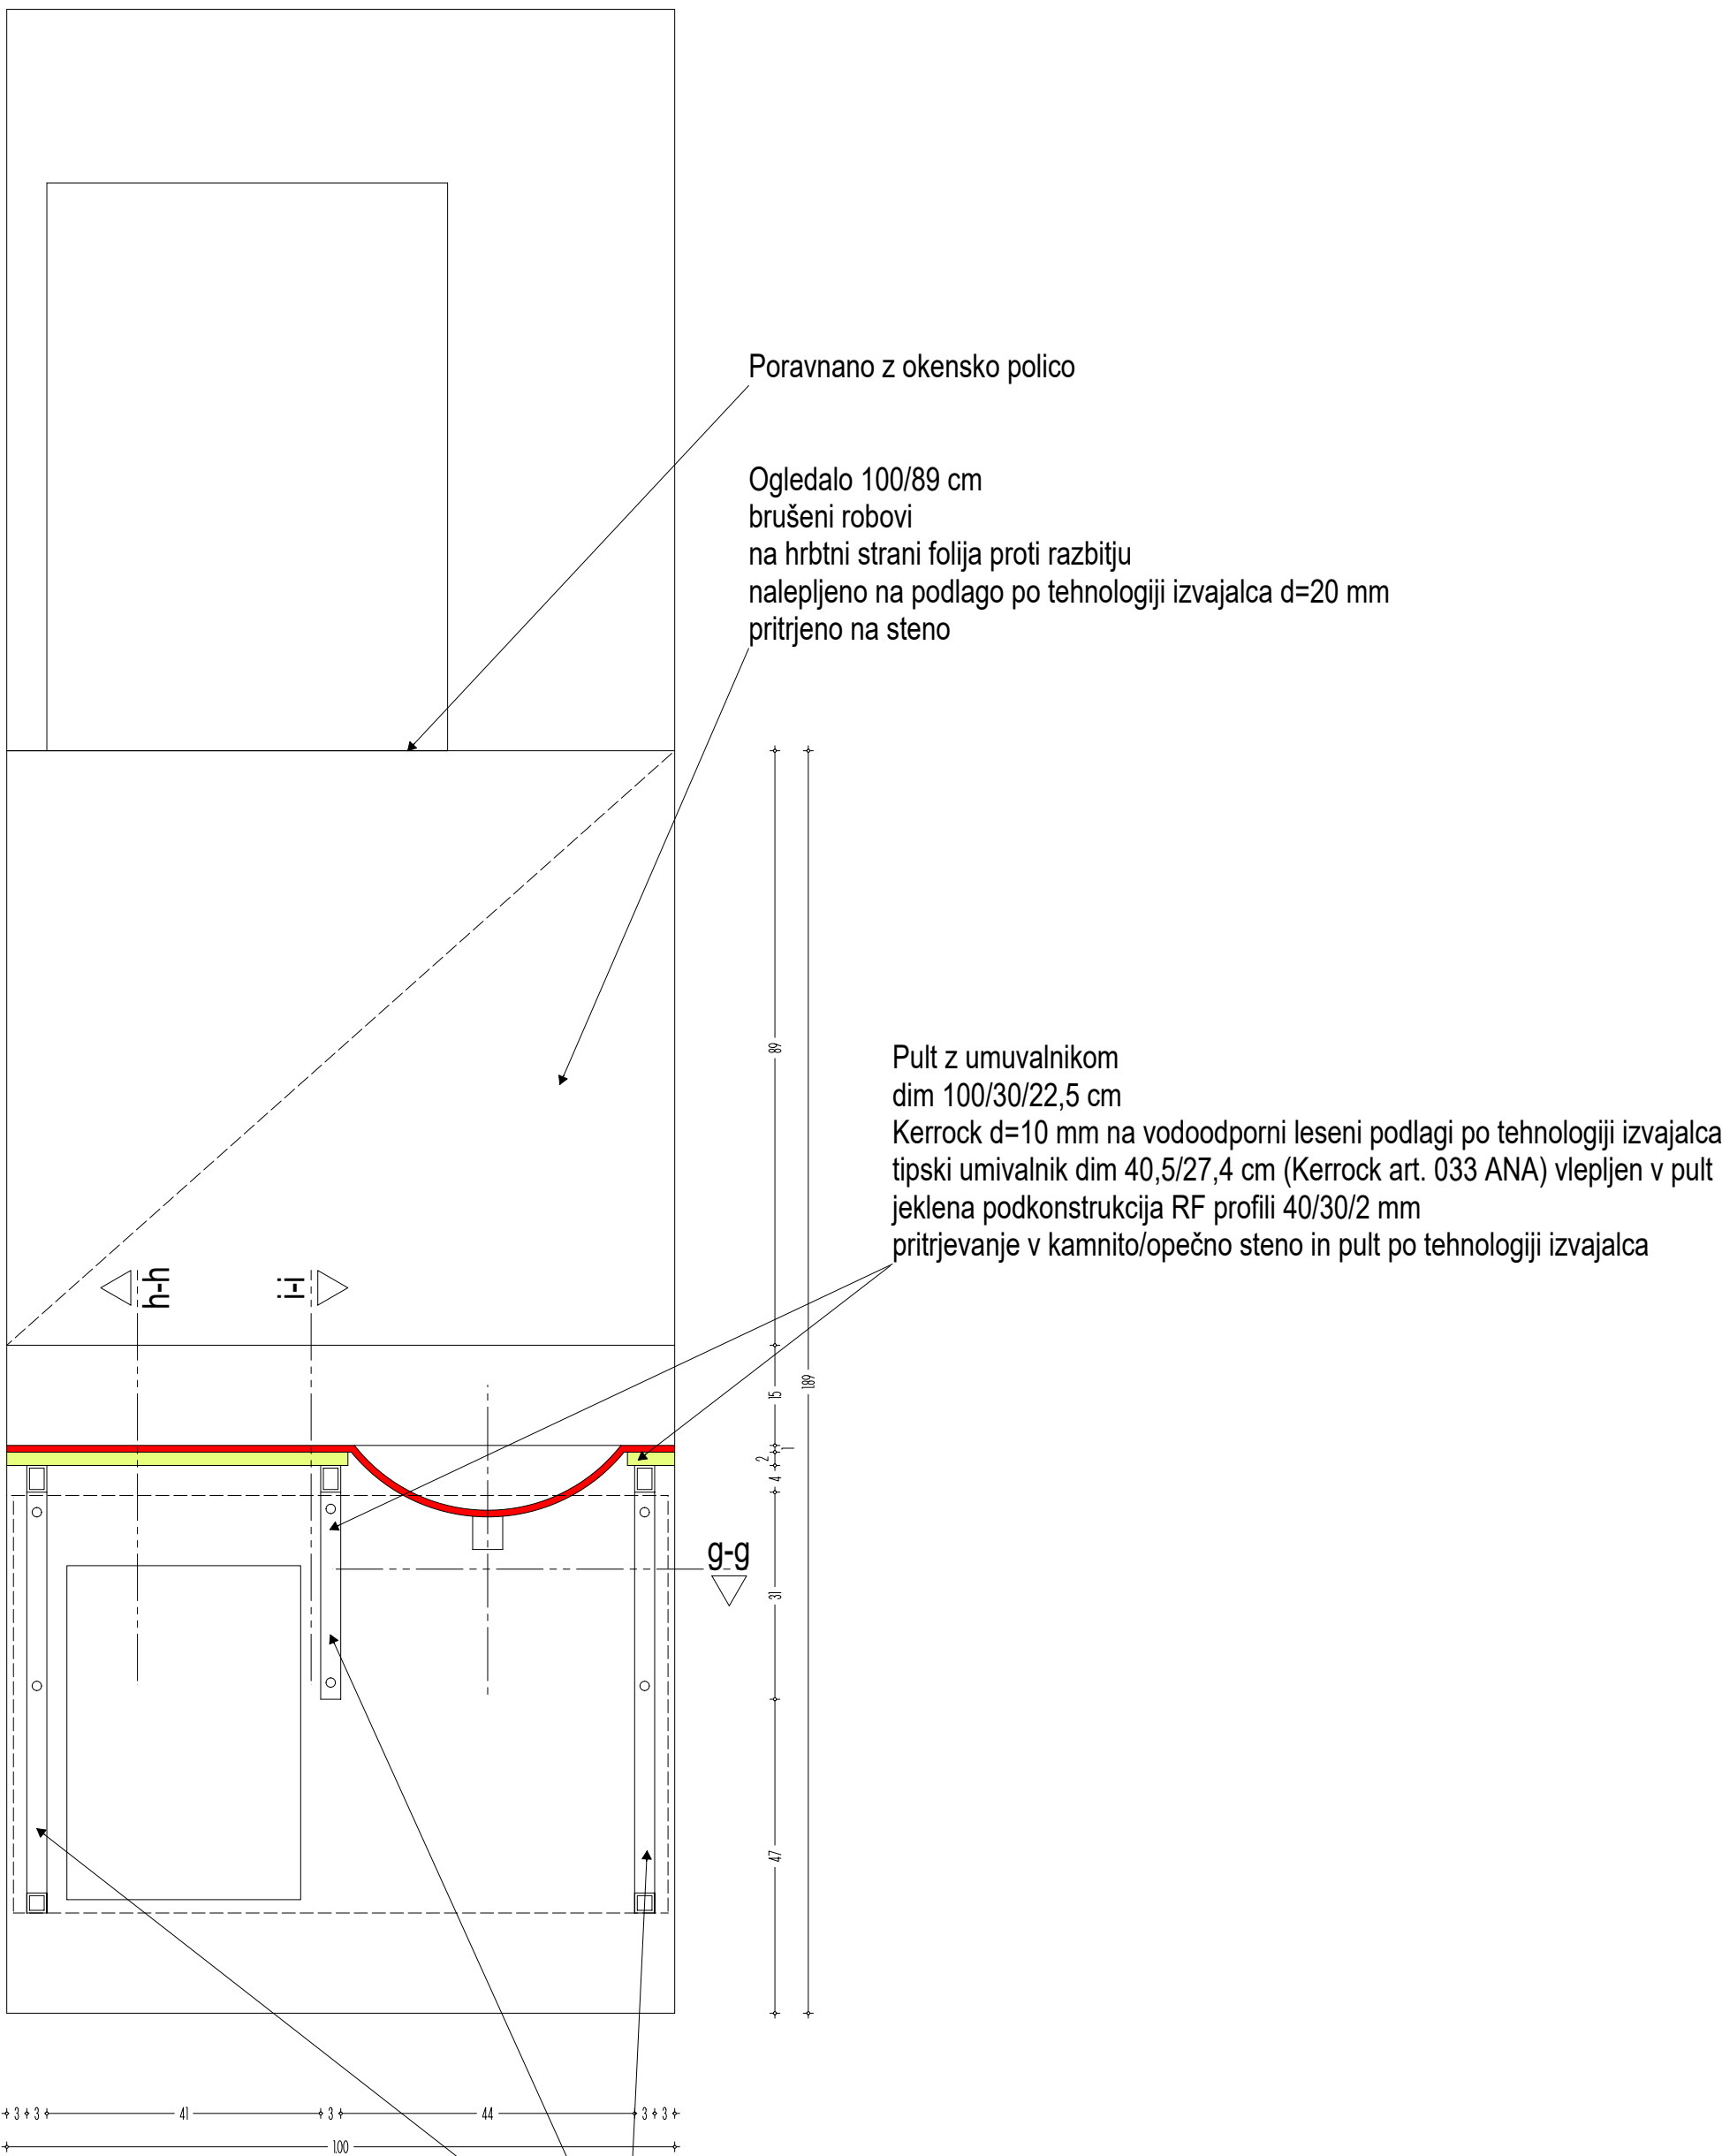 Poravnano z okensko polico
Ogledalo 100/89 cm
brušeni robovi
na hrbtni strani folija proti razbitju
nalepljeno na podlago po tehnologiji izvajalca d=20 mm
pritrjeno na steno
89
Pult z umuvalnikom
dim 100/30/22,5 cm
Kerrock d=10 mm na vodoodporni leseni podlagi po tehnologiji izvajalca
tipski umivalnik dim 40,5/27,4 cm (Kerrock art. 033 ANA) vlepljen v pult
jeklena podkonstrukcija RF profili 40/30/2 mm
pritrjevanje v kamnito/opečno steno in pult po tehnologiji izvajalca
h-h
i-i
189
15
1
2
4
g-g
31
47
3 3 41 3 44 3 3
100